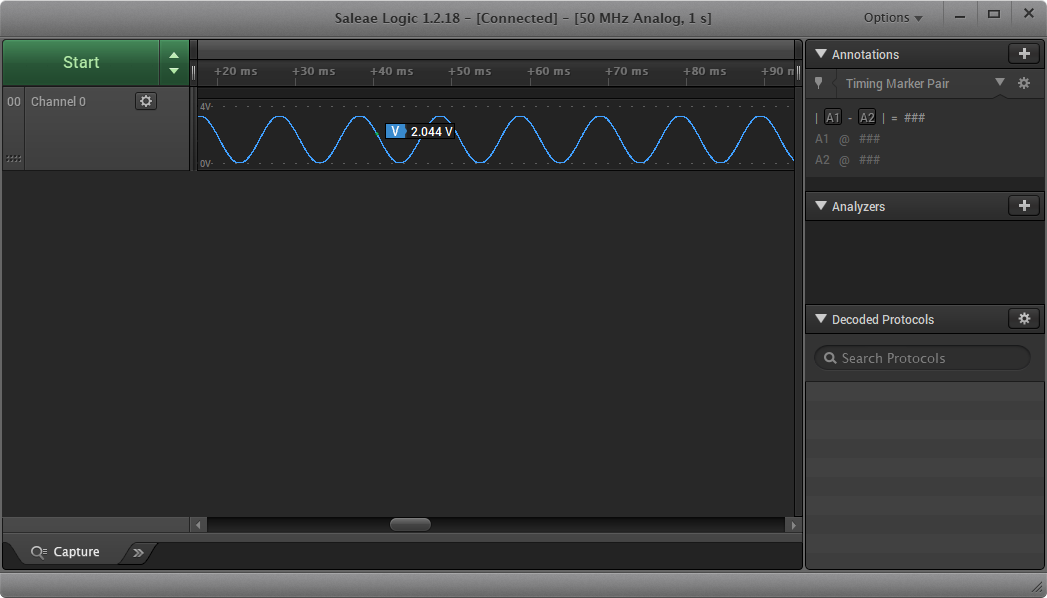 Saleae Logic 1.2.18 - [Connected] - [50 MHz Analog, 1 s]
Options
Start
+20 ms +30 ms +40 ms +50 ms +60 ms +70 ms +80 ms +90 m
00 Channel 0
4V
V 2.044 V
0V
Annotations
Timing Marker Pair
| A1 - A2 | = ###
A1 @ ###
A2 @ ###
Analyzers
Decoded Protocols
Search Protocols
Capture